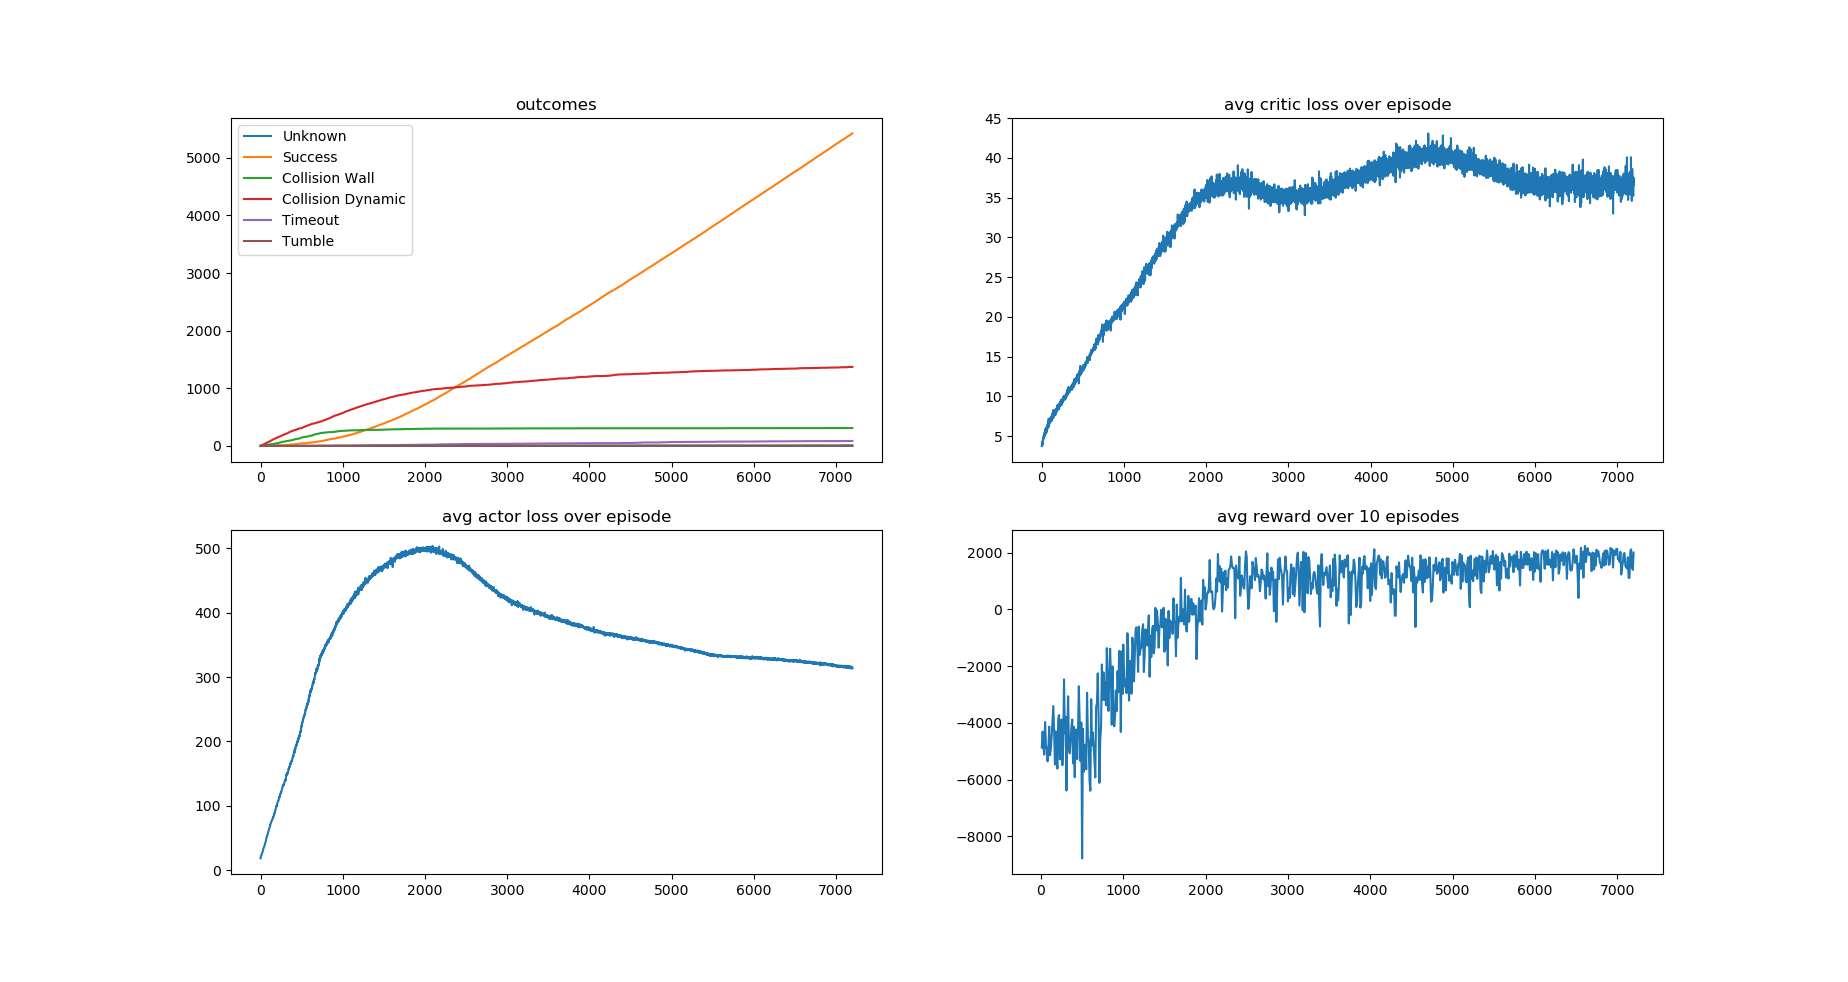 outcomes
Unknown
Success
Collision Wall
Collision Dynamic
Timeout
Tumble
5000
4000
3000
2000
1000
0
0 1000 2000 3000 4000 5000 6000 7000
avg critic loss over episode
45
40
35
30
25
20
15
10
5
0 1000 2000 3000 4000 5000 6000 7000
avg actor loss over episode
500
400
300
200
100
0
0 1000 2000 3000 4000 5000 6000 7000
avg reward over 10 episodes
2000
0
−2000
−4000
−6000
−8000
0 1000 2000 3000 4000 5000 6000 7000